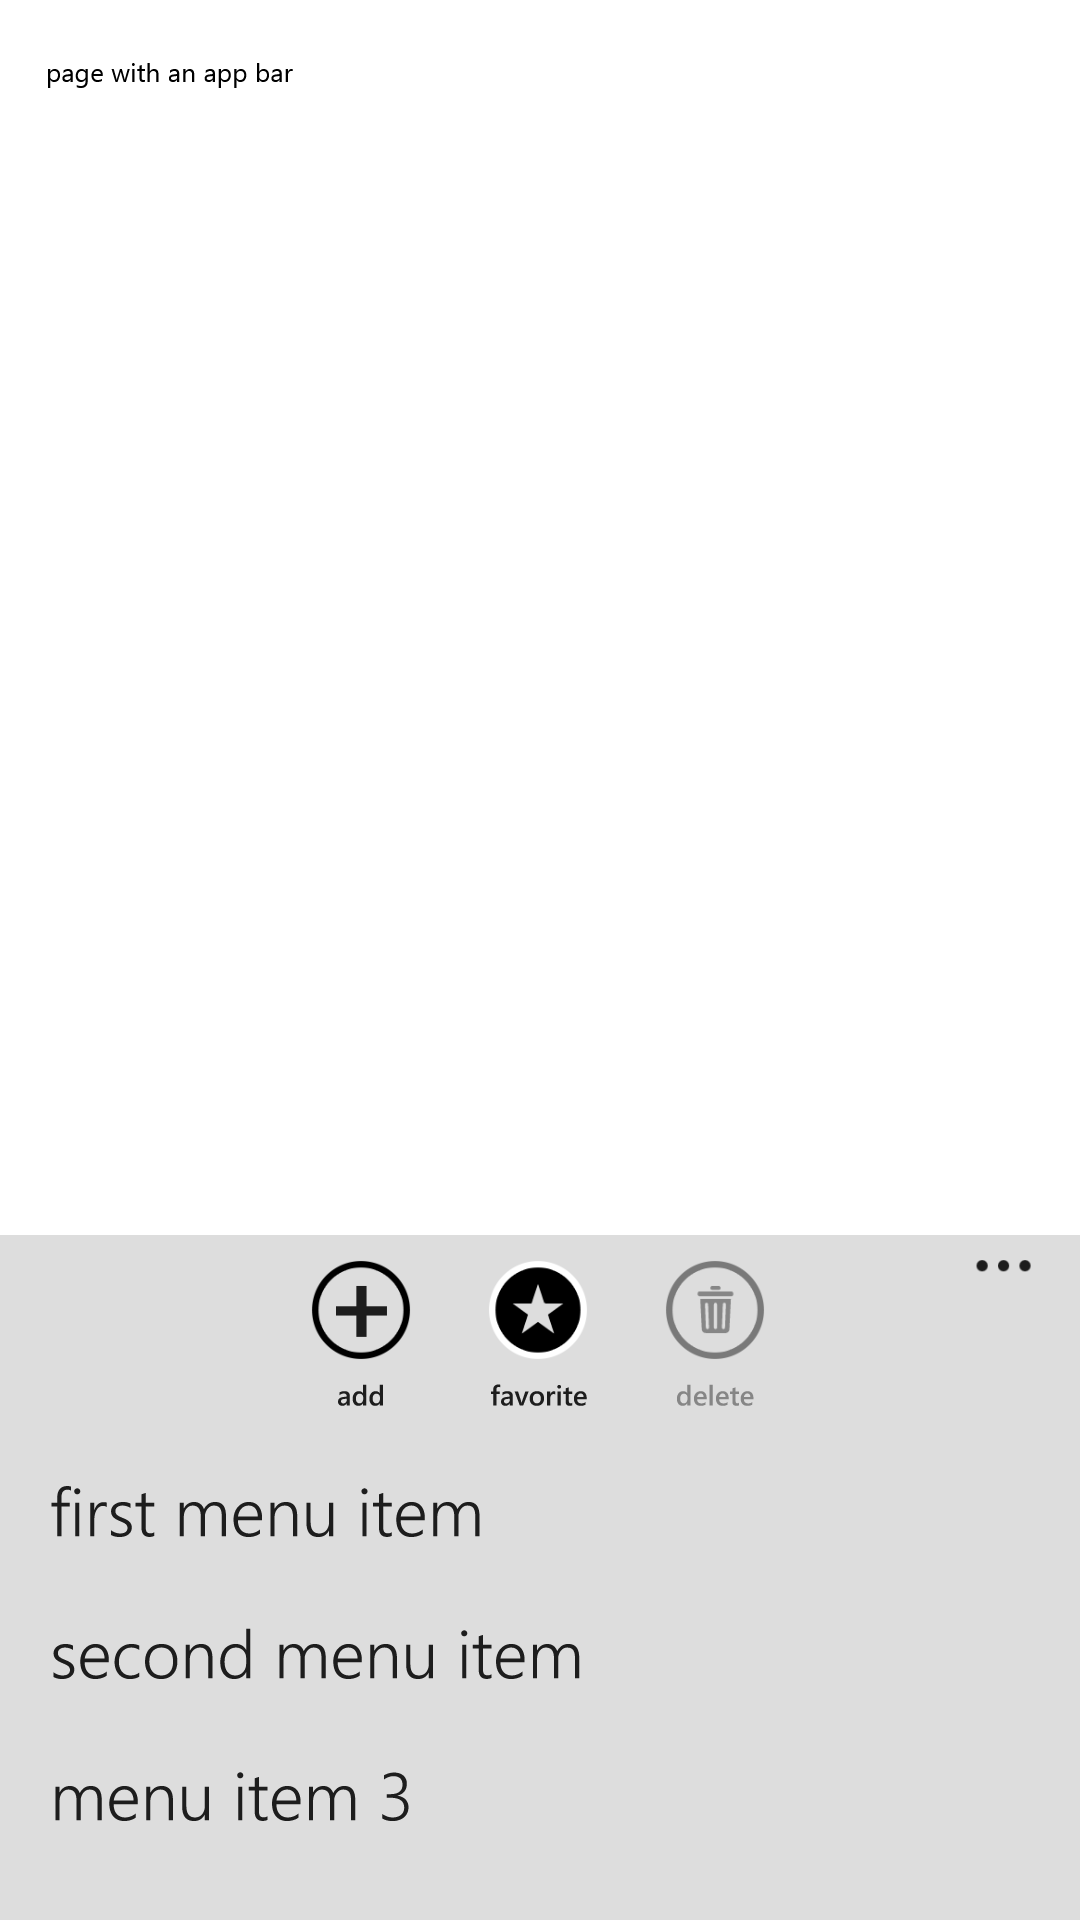 page with an app bar
add favorite delete
first menu item
second menu item
menu item 3